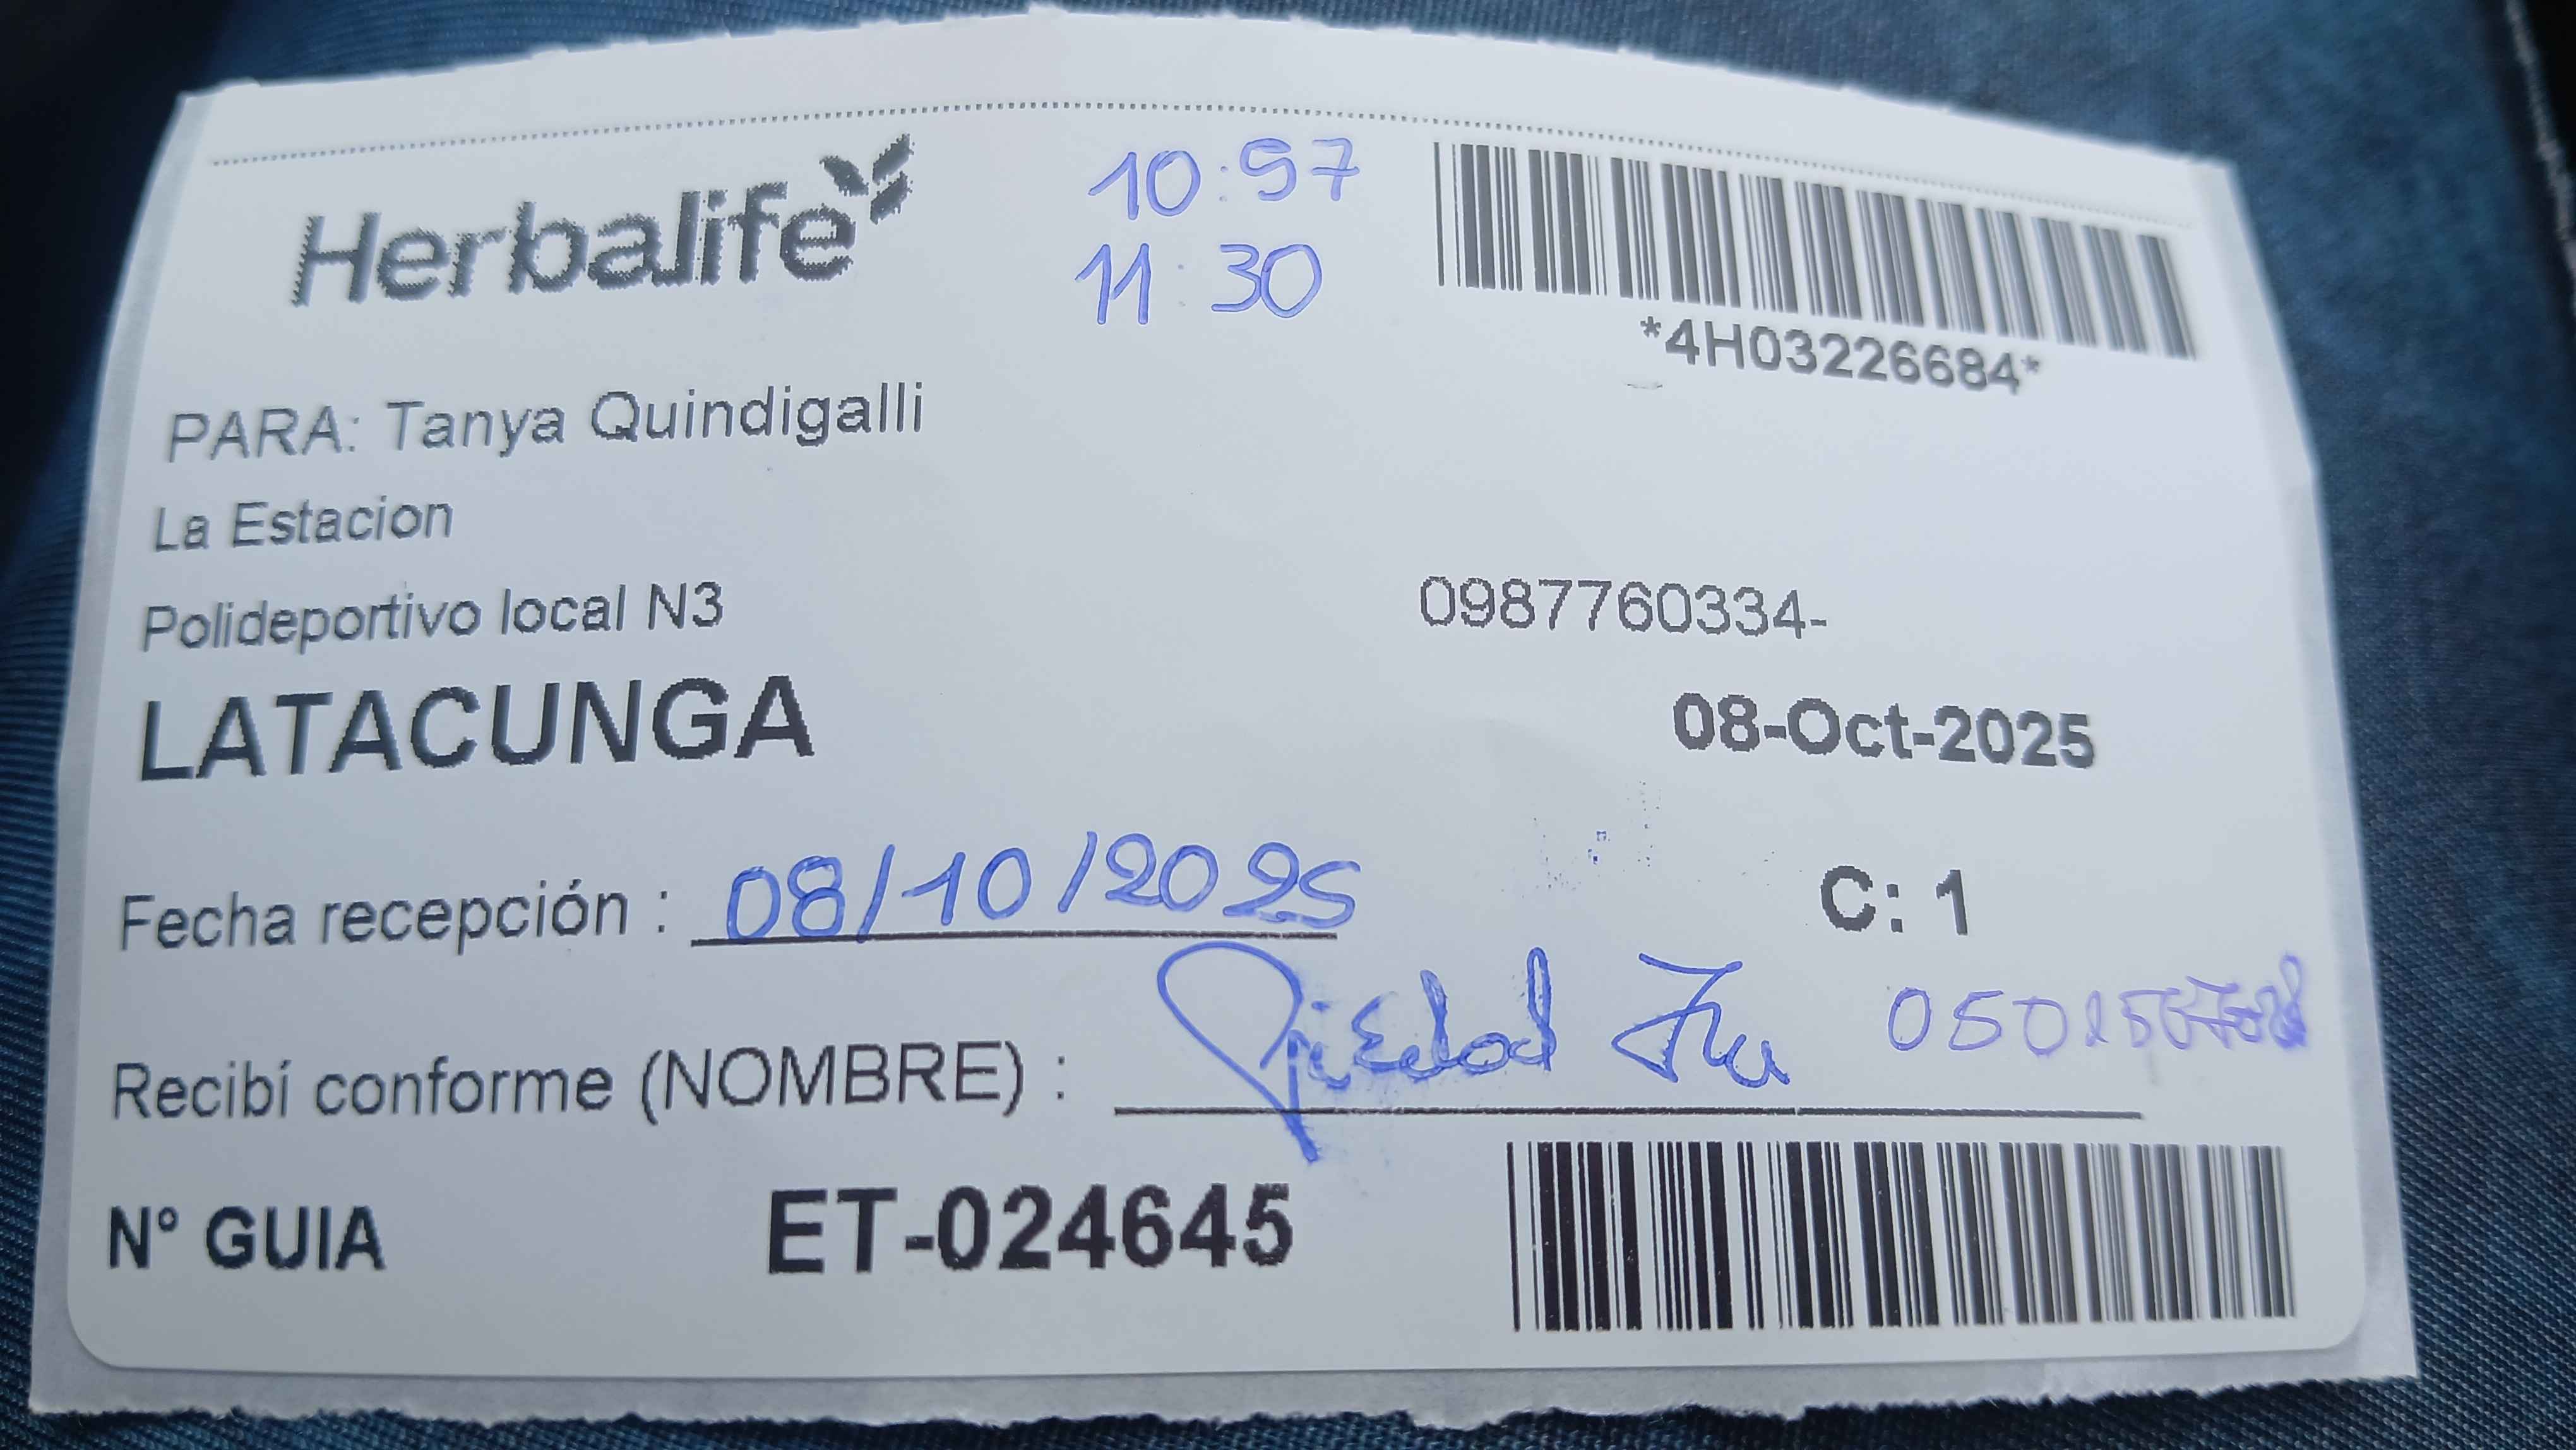 Herbalife
10:57
11:30
*4H03226684*
PARA: Tanya Quindigalli
La Estacion
Polideportivo local N3
0987760334-
LATACUNGA
08-Oct-2025
Fecha recepción : 08/10/2025
C: 1
Recibí conforme (NOMBRE) : Piedad
N° GUIA ET-024645